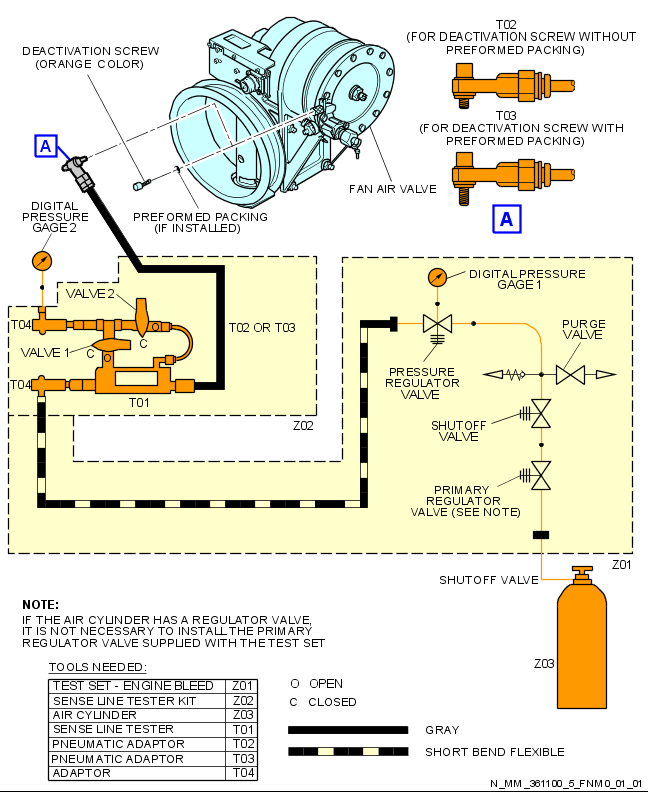 DEACTIVATION SCREW
(ORANGE COLOR)
T02
(FOR DEACTIVATION SCREW WITHOUT
PREFORMED PACKING)
T03
(FOR DEACTIVATION SCREW WITH
PREFORMED PACKING)
A
A
FAN AIR VALVE
PREFORMED PACKING
(IF INSTALLED)
DIGITAL
PRESSURE
GAGE 2
VALVE 2
T04
O
C
VALVE 1
C
O
T02 OR T03
T04
T01
Z02
DIGITAL PRESSURE
GAGE 1
PURGE
VALVE
PRESSURE
REGULATOR
VALVE
SHUTOFF
VALVE
PRIMARY
REGULATOR
VALVE (SEE NOTE)
Z01
SHUTOFF VALVE
Z03
NOTE:
IF THE AIR CYLINDER HAS A REGULATOR VALVE,
IT IS NOT NECESSARY TO INSTALL THE PRIMARY
REGULATOR VALVE SUPPLIED WITH THE TEST SET
TOOLS NEEDED:
TEST SET - ENGINE BLEED Z01
SENSE LINE TESTER KIT Z02
AIR CYLINDER Z03
SENSE LINE TESTER T01
PNEUMATIC ADAPTOR T02
PNEUMATIC ADAPTOR T03
ADAPTOR T04
O OPEN
C CLOSED
GRAY
SHORT BEND FLEXIBLE
N_MM_361100_5_FNM0_01_01